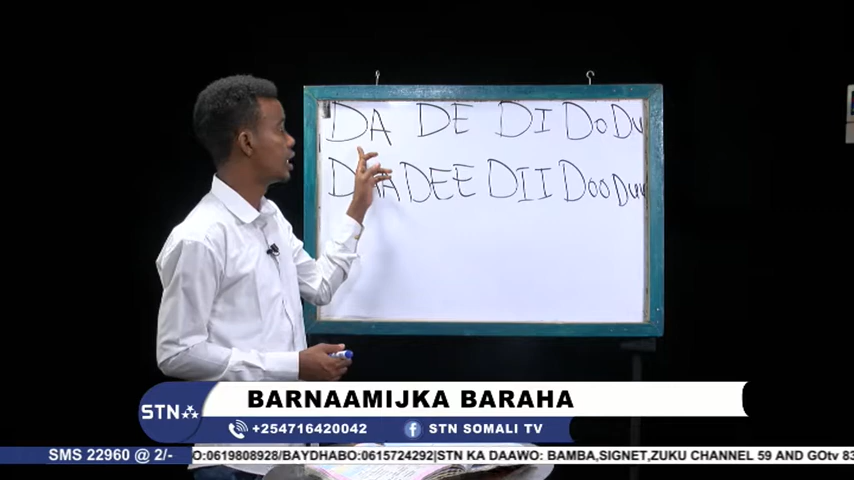 DA DE DI Do Du
DAA DEE DII Doo Duu
BARNAAMIJKA BARAHA
STN
+254716420042 STN SOMALI TV
SMS 22960 @ 2/- O:0619808928/BAYDHABO:0615724292|STN KA DAAWO: BAMBA,SIGNET,ZUKU CHANNEL 59 AND GOtv 83